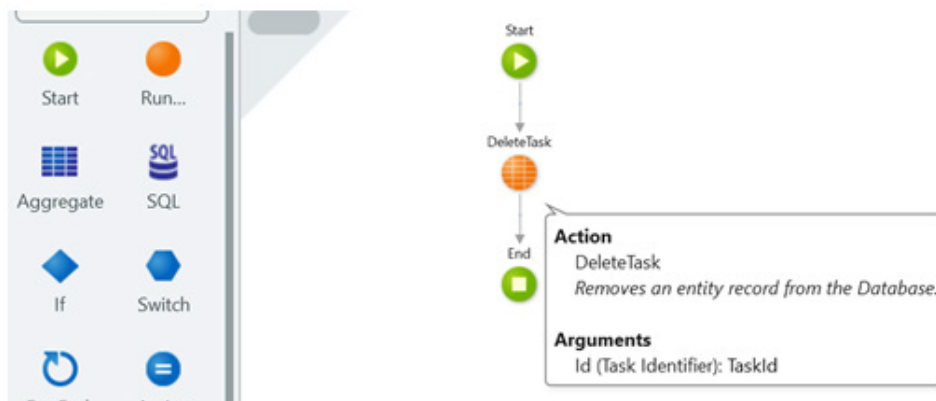 Start
Run...
Aggregate
SQL
SQL
If
Switch
Start
DeleteTask
End
Action
DeleteTask
Removes an entity record from the Database.
Arguments
Id (Task Identifier): TaskId